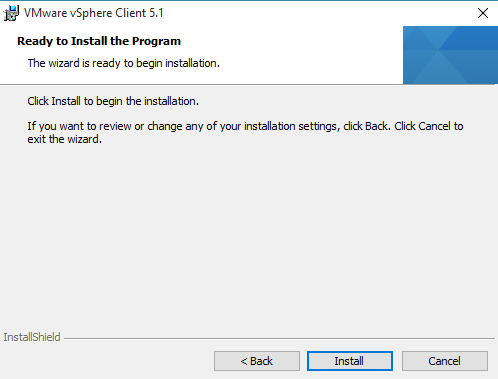 VMware vSphere Client 5.1
Ready to Install the Program
The wizard is ready to begin installation.
Click Install to begin the installation.
If you want to review or change any of your installation settings, click Back. Click Cancel to
exit the wizard.
InstallShield
< Back
Install
Cancel